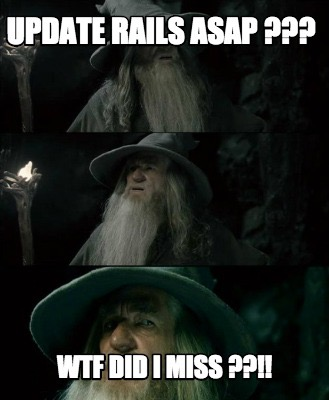 UPDATE RAILS ASAP ???
WTF DID I MISS ??!!